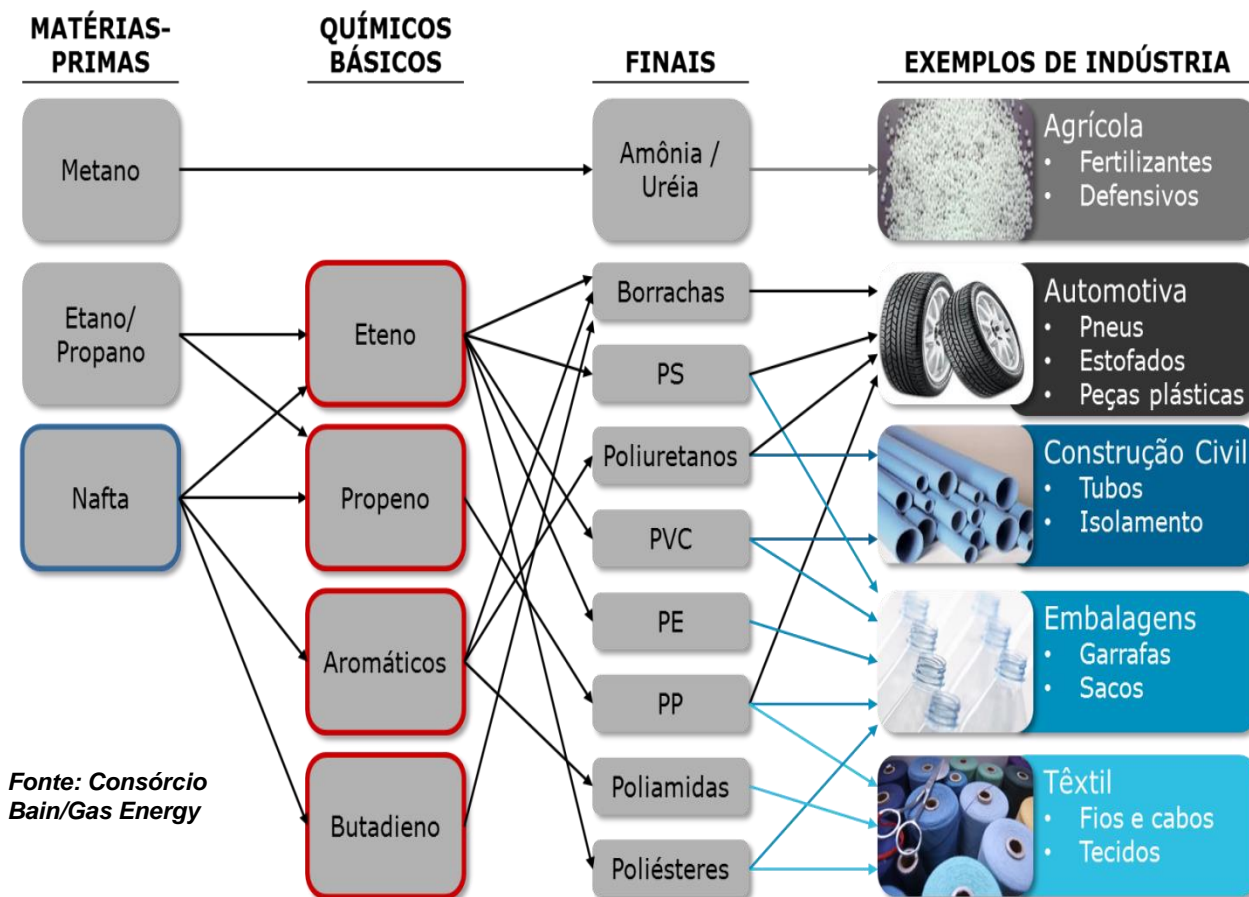 MATÉRIAS-
PRIMAS
QUÍMICOS
BÁSICOS
FINAIS
EXEMPLOS DE INDÚSTRIA
Metano
Amônia /
Uréia
Agrícola
• Fertilizantes
• Defensivos
Etano/
Propano
Eteno
Borrachas
PS
Automotiva
• Pneus
• Estofados
• Peças plásticas
Nafta
Propeno
Poliuretanos
PVC
Construção Civil
• Tubos
• Isolamento
Aromáticos
PE
PP
Embalagens
• Garrafas
• Sacos
Butadieno
Poliamidas
Poliésteres
Têxtil
• Fios e cabos
• Tecidos
Fonte: Consórcio
Bain/Gas Energy